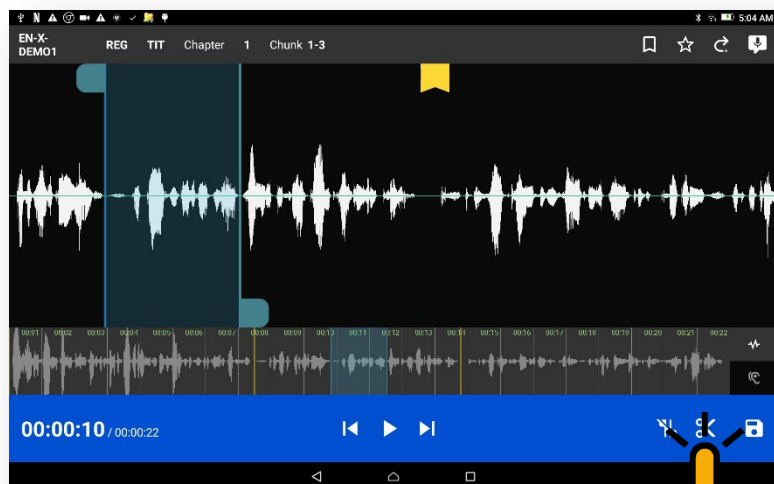 5:04 AM
EN-X-
DEMO1 REG TIT Chapter 1 Chunk 1-3
00:01 00:02 00:03 00:04 00:05 00:06 00:07 00:08 00:09 00:10 00:11 00:12 00:13 00:14 00:15 00:16 00:17 00:18 00:19 00:20 00:21 00:22
00:00:10 / 00:00:22